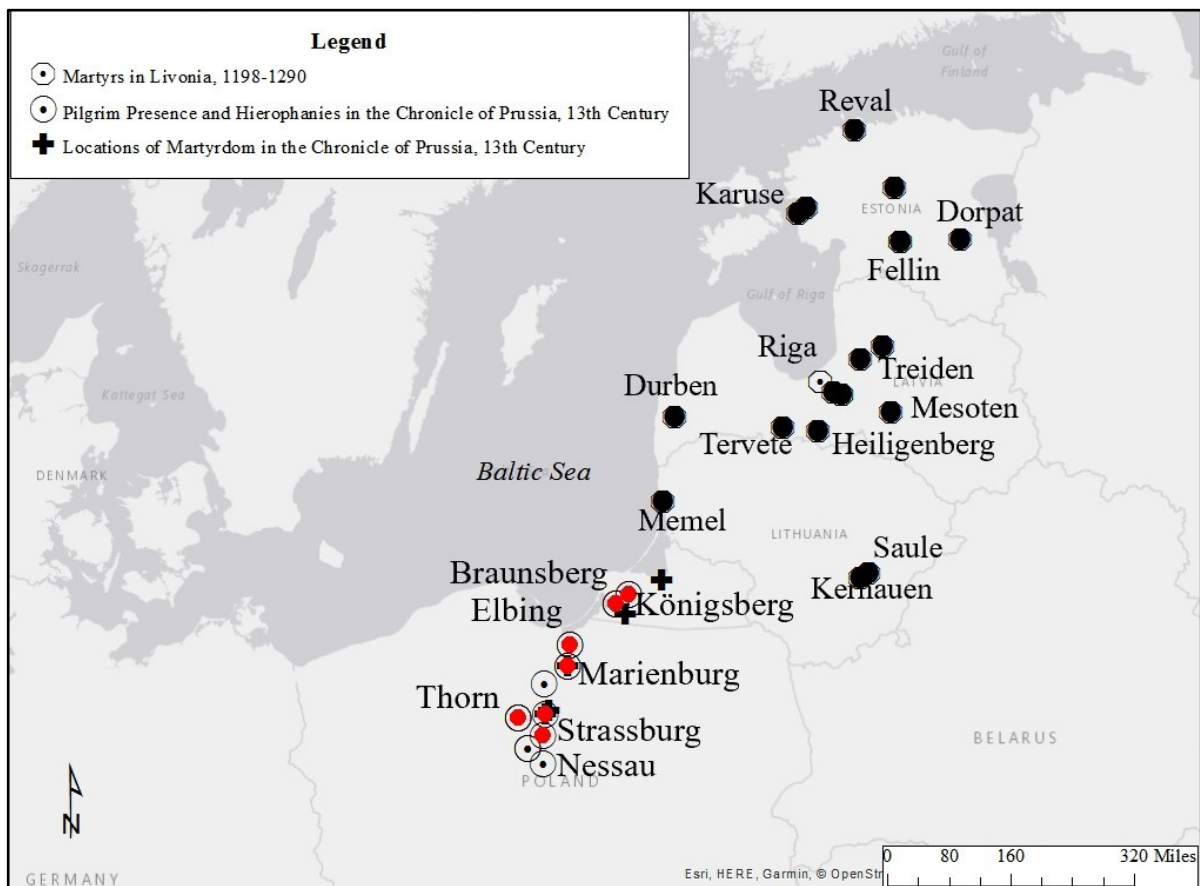 Legend
Martyrs in Livonia, 1198-1290
Pilgrim Presence and Hierophanies in the Chronicle of Prussia, 13th Century
Locations of Martyrdom in the Chronicle of Prussia, 13th Century
Gulf of
Finland
Reval
Karuse
ESTONIA
Dorpat
Fellin
Skagerrak
Gulf of Riga
Riga
Treiden
LATVIA
Kattegat Sea
Durben
Mesoten
Tervete
Heiligenberg
DENMARK
Baltic Sea
Memel
LITHUANIA
Saule
Kernauen
Braunsberg
Königsberg
Elbing
Marienburg
Thorn
Strassburg
BELARUS
Nessau
POLAND
N
GERMANY
0 80 160 320 Miles
Esri, HERE, Garmin, © OpenStr